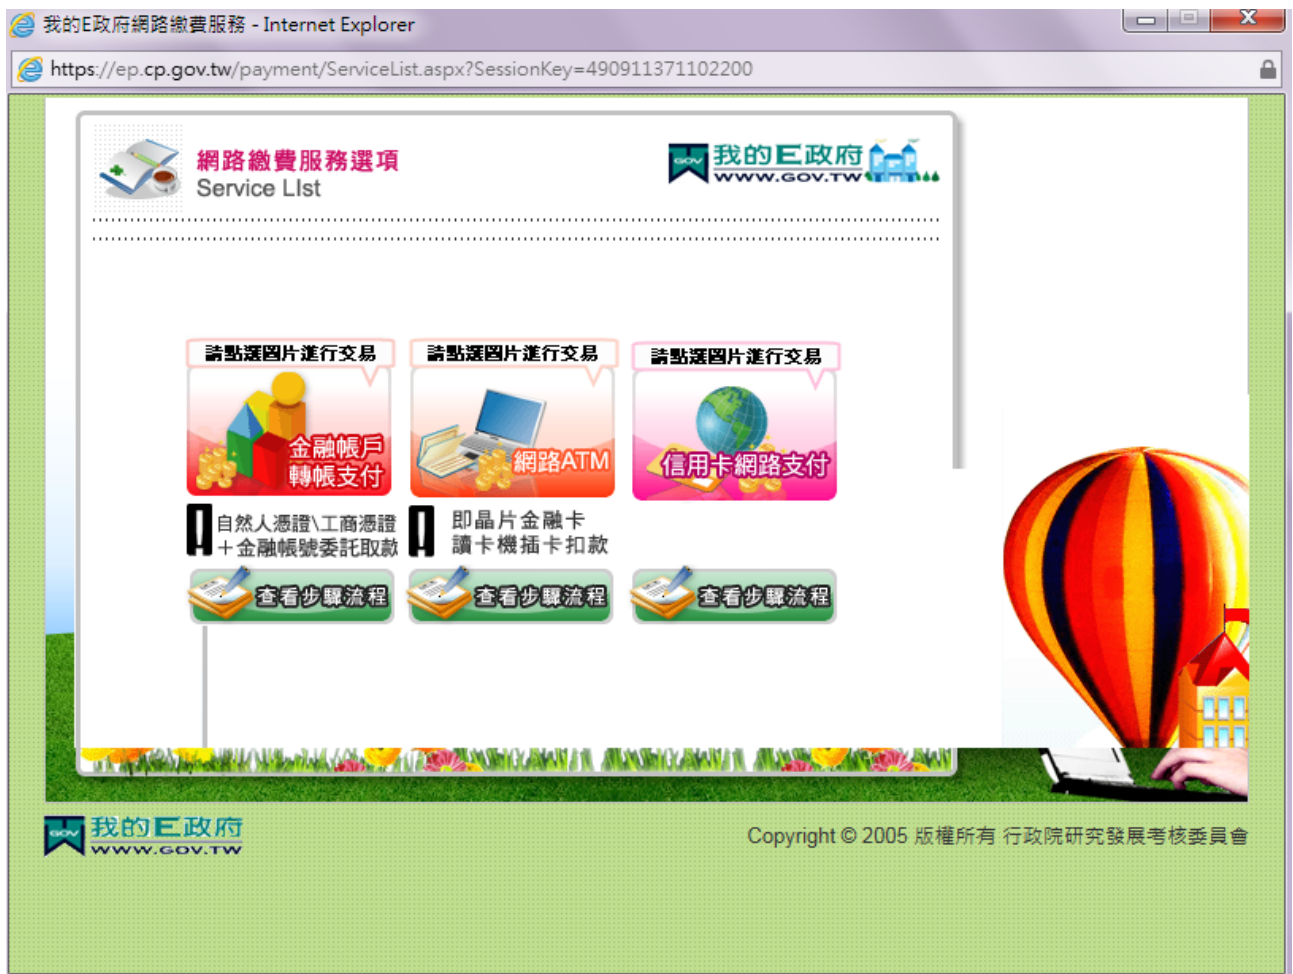 我的E政府網路繳費服務 - Internet Explorer
https://ep.cp.gov.tw/payment/ServiceList.aspx?SessionKey=490911371102200
網路繳費服務選項
Service LIst
GOV 我的E政府
WWW.GOV.TW
請點選圖片進行交易
請點選圖片進行交易
請點選圖片進行交易
金融帳戶
轉帳支付
網路ATM
信用卡網路支付
自然人憑證\工商憑證
+金融帳號委託取款
即晶片金融卡
讀卡機插卡扣款
查看步驟流程
查看步驟流程
查看步驟流程
GOV 我的E政府
WWW.GOV.TW
Copyright © 2005 版權所有 行政院研究發展考核委員會